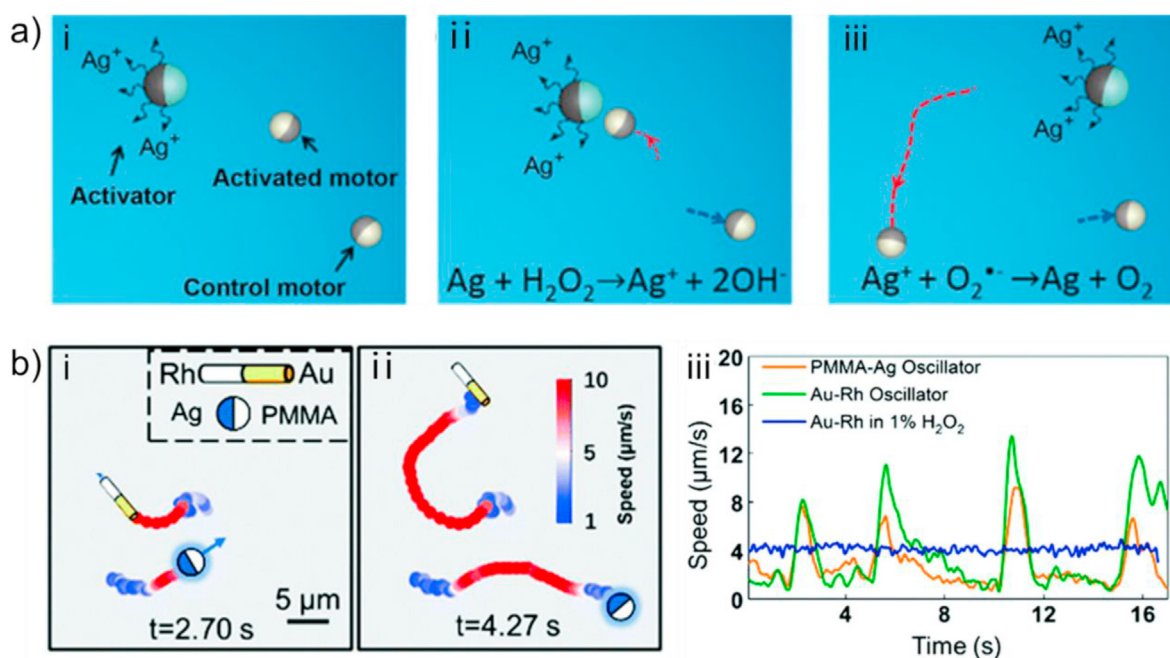 a)
i
Ag⁺
Ag⁺
Activator
Activated motor
Control motor
ii
Ag⁺
Ag⁺
Ag + H₂O₂→Ag⁺ + 2OH⁻
iii
Ag⁺
Ag⁺
Ag⁺ + O₂•⁻→Ag + O₂
b)
i
Rh Au
Ag PMMA
t=2.70 s
5 μm
ii
10
5
1
Speed (μm/s)
t=4.27 s
iii
20
16
12
8
4
0
Speed (μm/s)
PMMA-Ag Oscillator
Au-Rh Oscillator
Au-Rh in 1% H₂O₂
4 8 12 16
Time (s)